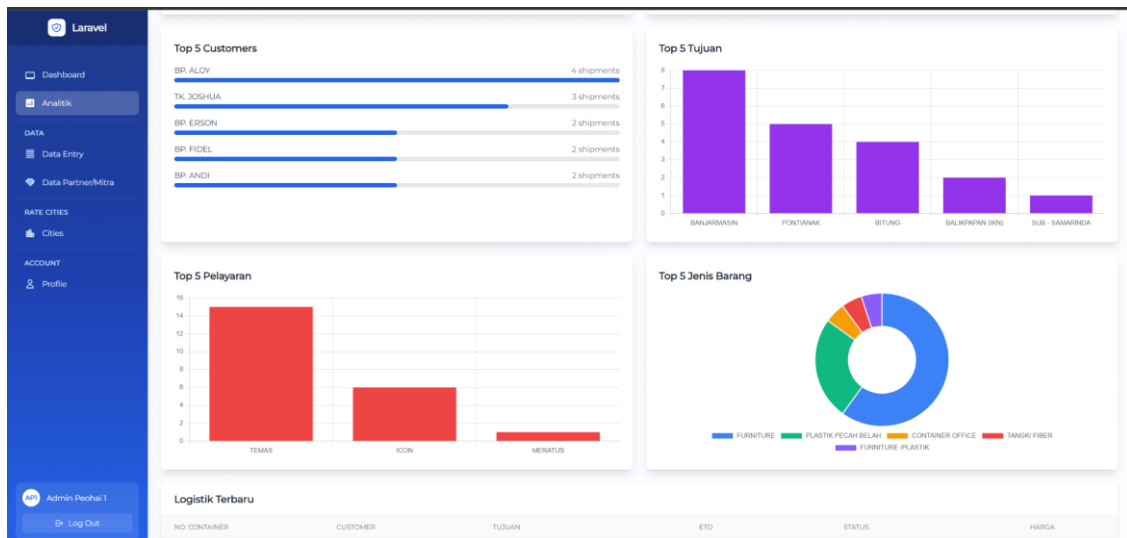 Laravel
Dashboard
Analitik
DATA
Data Entry
Data Partner/Mitra
RATE CITIES
Cities
ACCOUNT
Profile
AP1 Admin Peohai 1
Log Out
Top 5 Customers
BP. ALOY 4 shipments
TK. JOSHUA 3 shipments
BP. ERSON 2 shipments
BP. FIDEL 2 shipments
BP. ANDI 2 shipments
Top 5 Tujuan
8
7
6
5
4
3
2
1
0
BANJARMASIN PONTIANAK BITUNG BALIKPAPAN (IKN) SUB - SAMARINDA
Top 5 Pelayaran
16
14
12
10
8
6
4
2
0
TEMAS ICON MERATUS
Top 5 Jenis Barang
FURNITURE PLASTIK PECAH BELAH CONTAINER OFFICE TANGKI FIBER
FURNITURE /PLASTIK
Logistik Terbaru
NO. CONTAINER CUSTOMER TUJUAN ETD STATUS HARGA